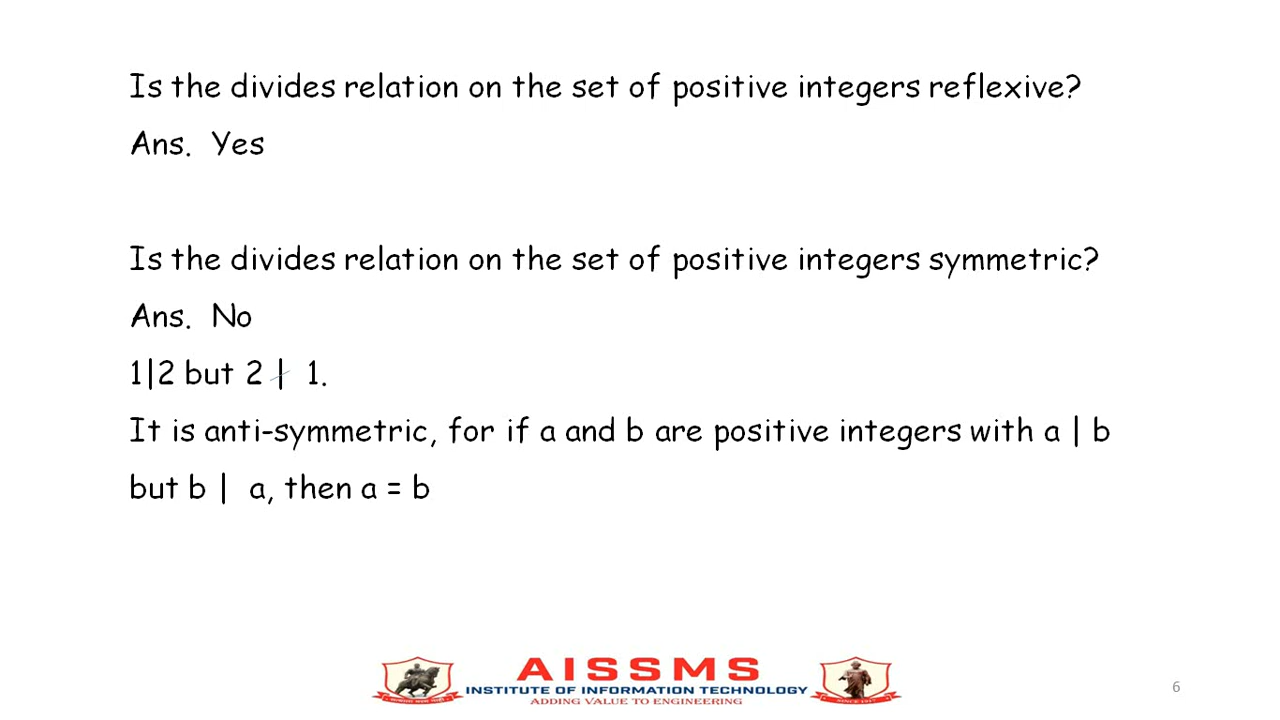 Is the divides relation on the set of positive integers reflexive?
Ans. Yes
Is the divides relation on the set of positive integers symmetric?
Ans. No
1|2 but 2 ∤ 1.
It is anti-symmetric, for if a and b are positive integers with a | b
but b | a, then a = b
AISSMS
INSTITUTE OF INFORMATION TECHNOLOGY
ADDING VALUE TO ENGINEERING
SINCE 1917
6